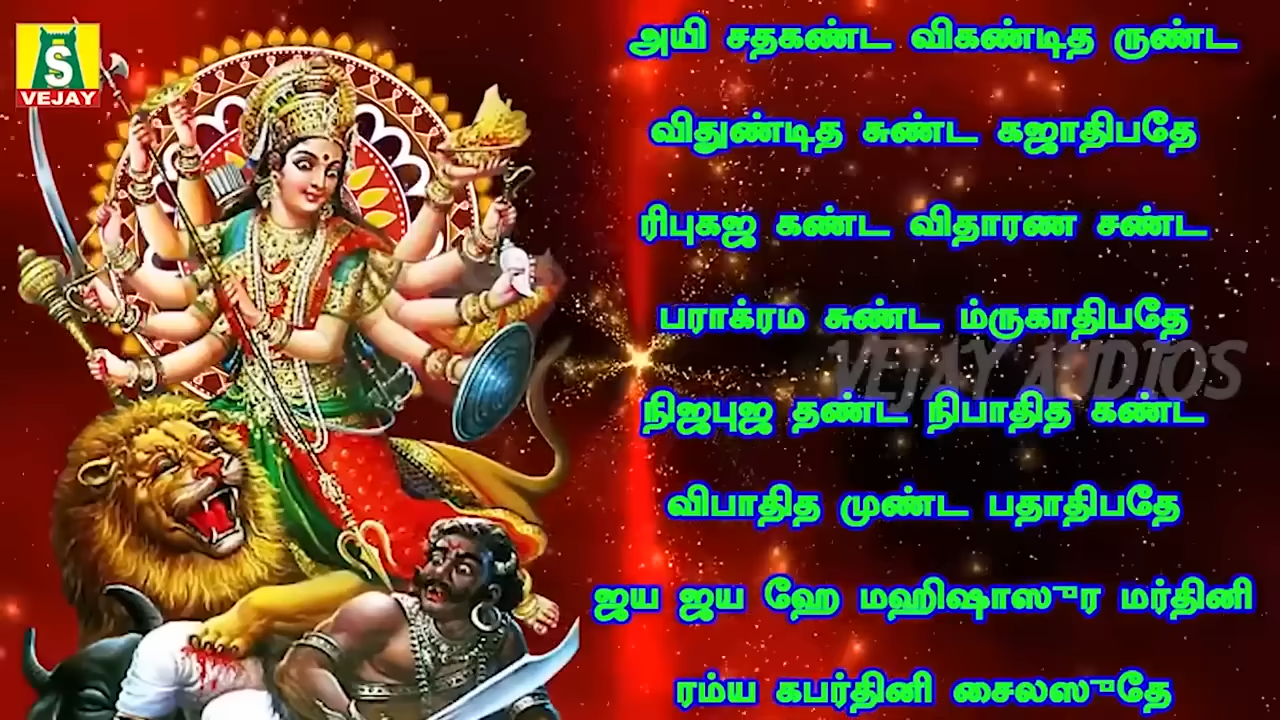 S
VEJAY
அயி சதகண்ட விகண்டித ருண்ட
விதுண்டித சுண்ட கஜாதிபதே
ரிபுகஜ கண்ட விதாரண சண்ட
பராக்ரம சுண்ட ம்ருகாதிபதே
VEJAY AUDIOS
நிஜபுஜ தண்ட நிபாதித கண்ட
விபாதித முண்ட பதாதிபதே
ஜய ஜய ஹே மஹிஷாஸுர மர்தினி
ரம்ய கபர்தினி சைலஸுதே